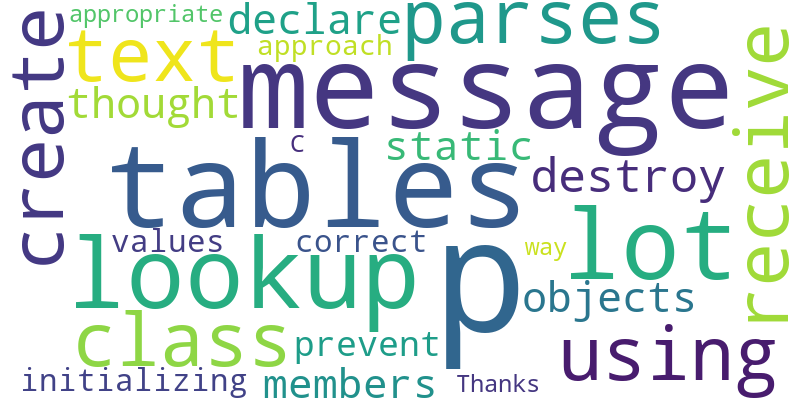 appropriate
declare
parses
create
text
approach
message
receive
thought
c
static
tables
destroy
lot
values
correct
way
lookup
p
objects
class
prevent
using
initializing
members
Thanks